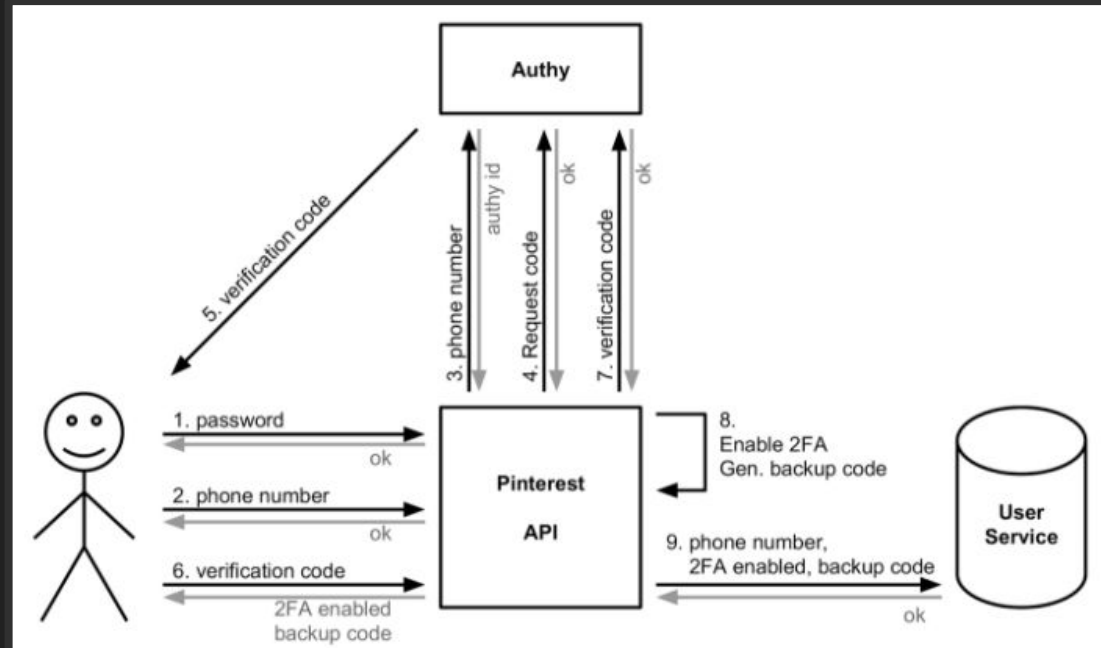 Authy
5. verification code
3. phone number
authy id
4. Request code
ok
7. verification code
ok
1. password
ok
2. phone number
ok
6. verification code
2FA enabled
backup code
Pinterest
API
8.
Enable 2FA
Gen. backup code
9. phone number,
2FA enabled, backup code
ok
User
Service